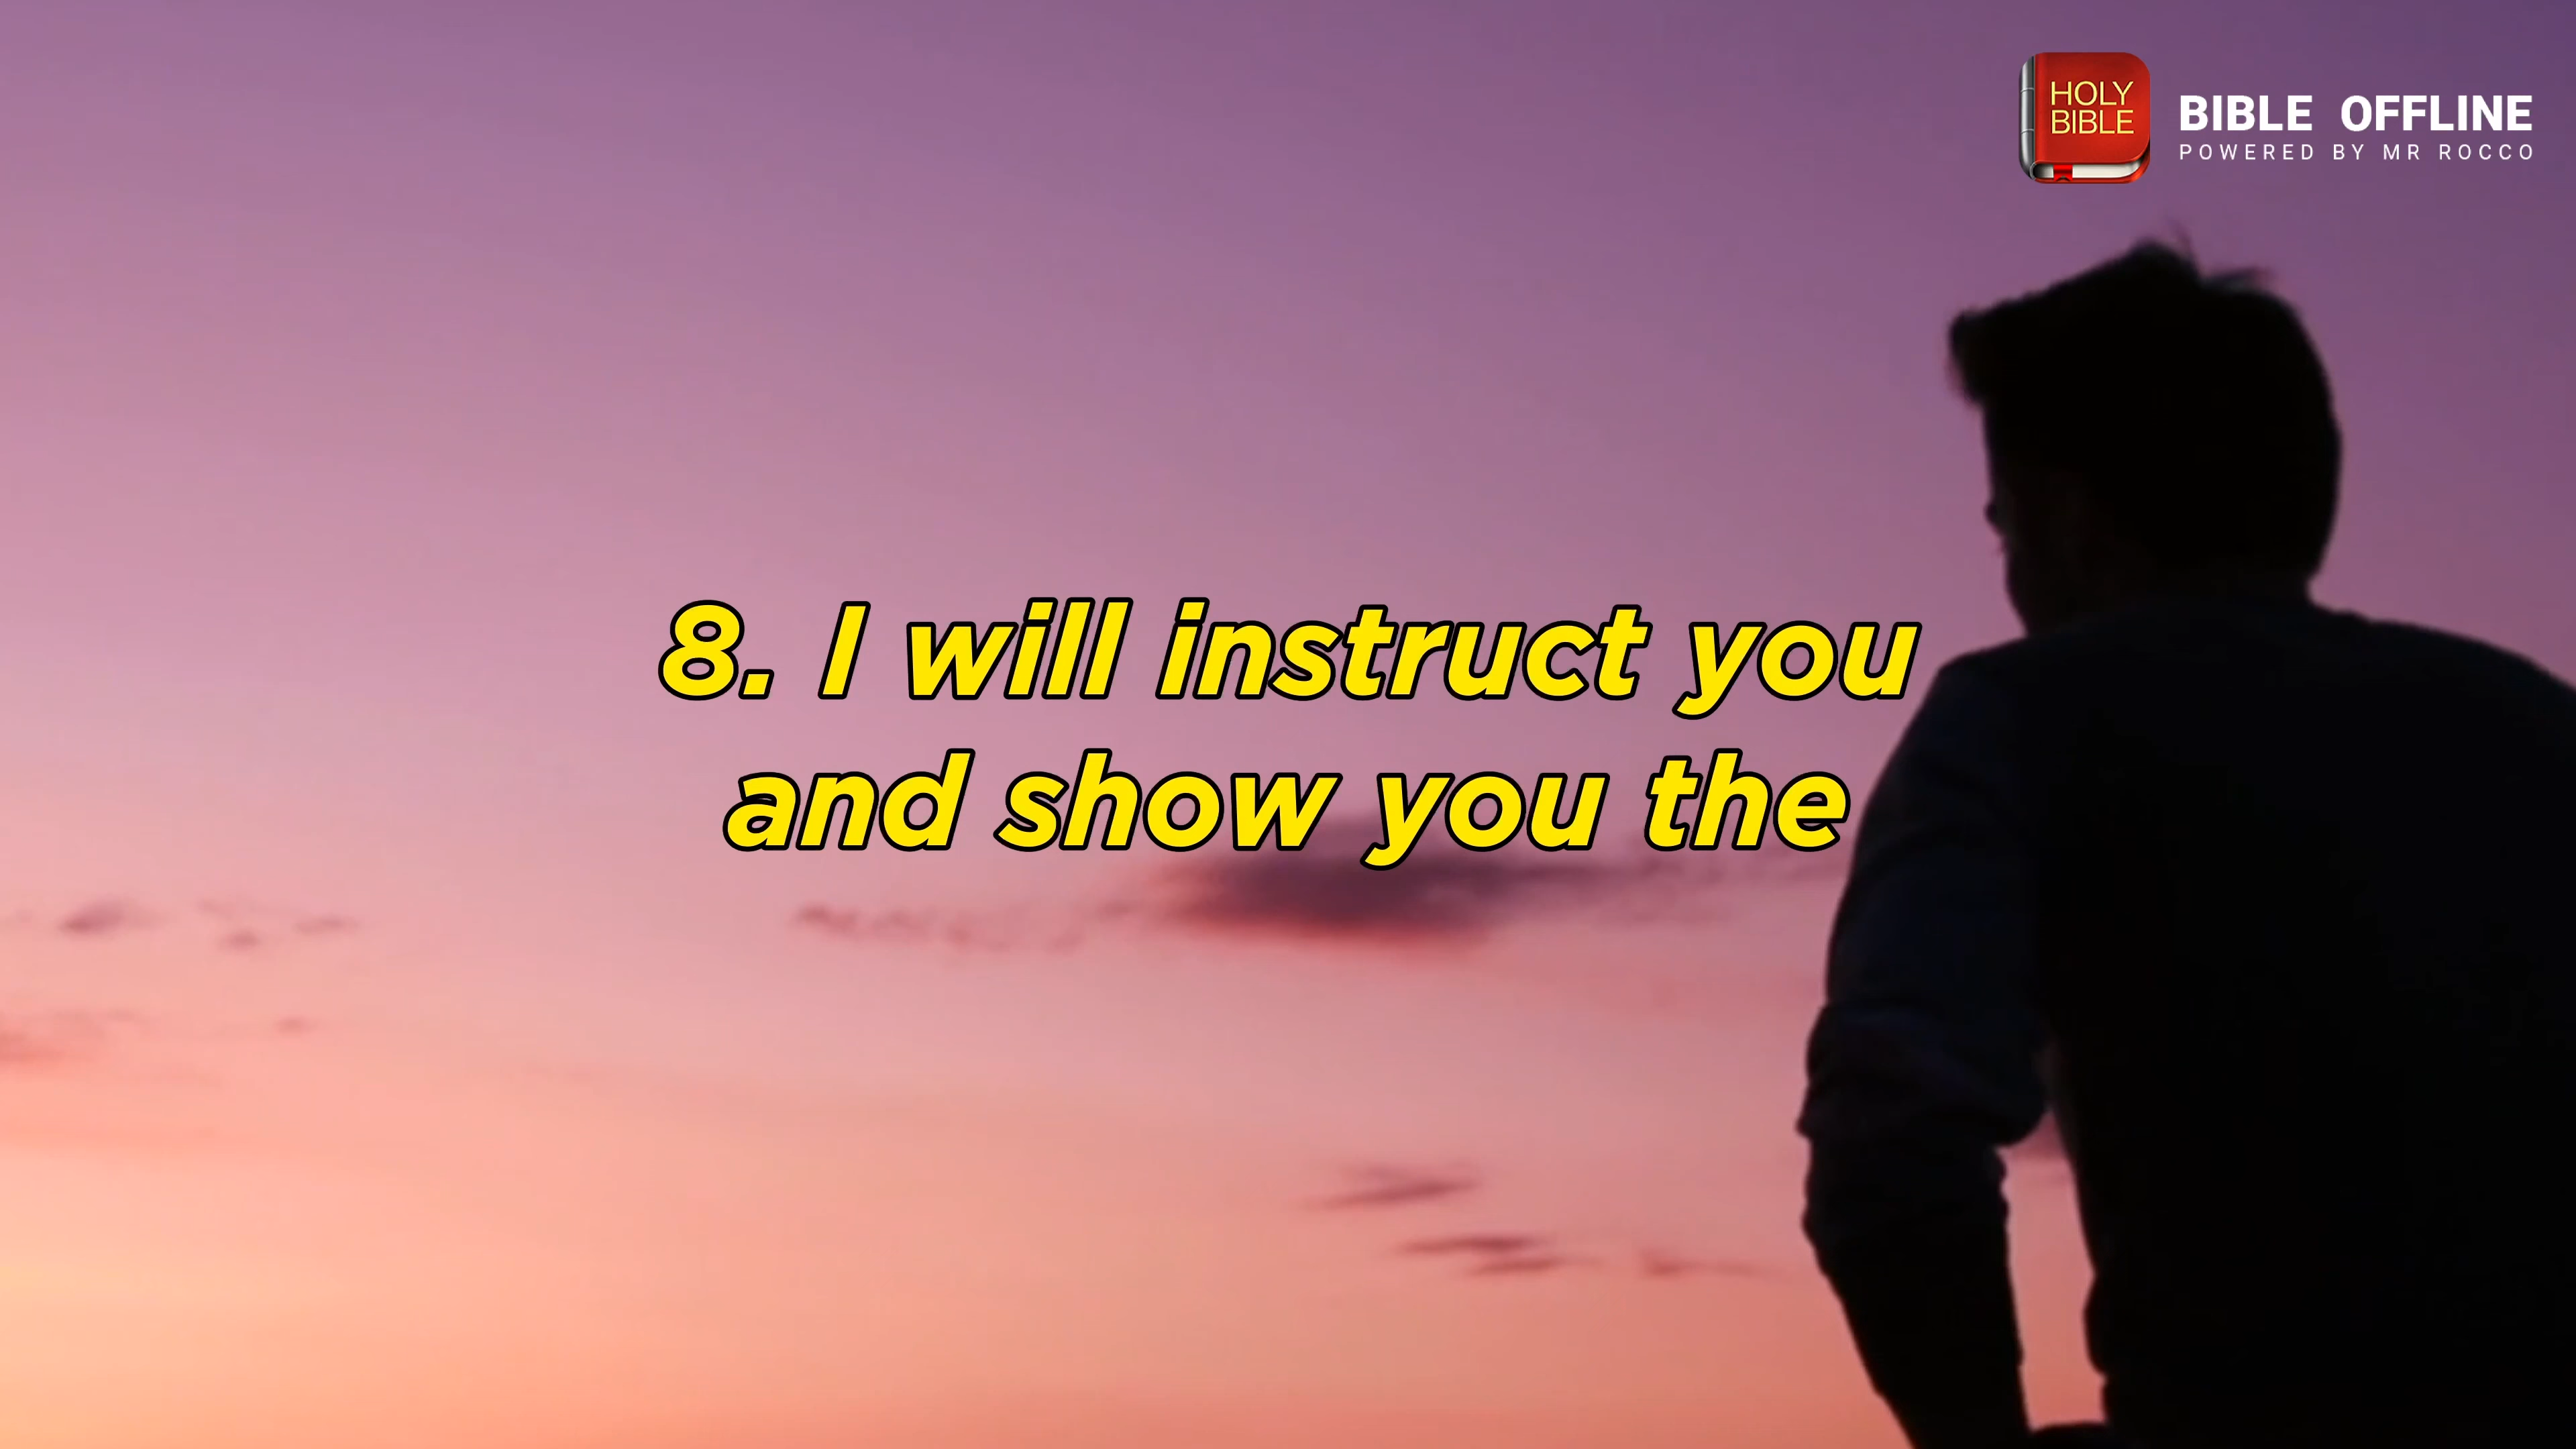 HOLY
BIBLE
BIBLE OFFLINE
POWERED BY MR ROCCO
8. I will instruct you
and show you the